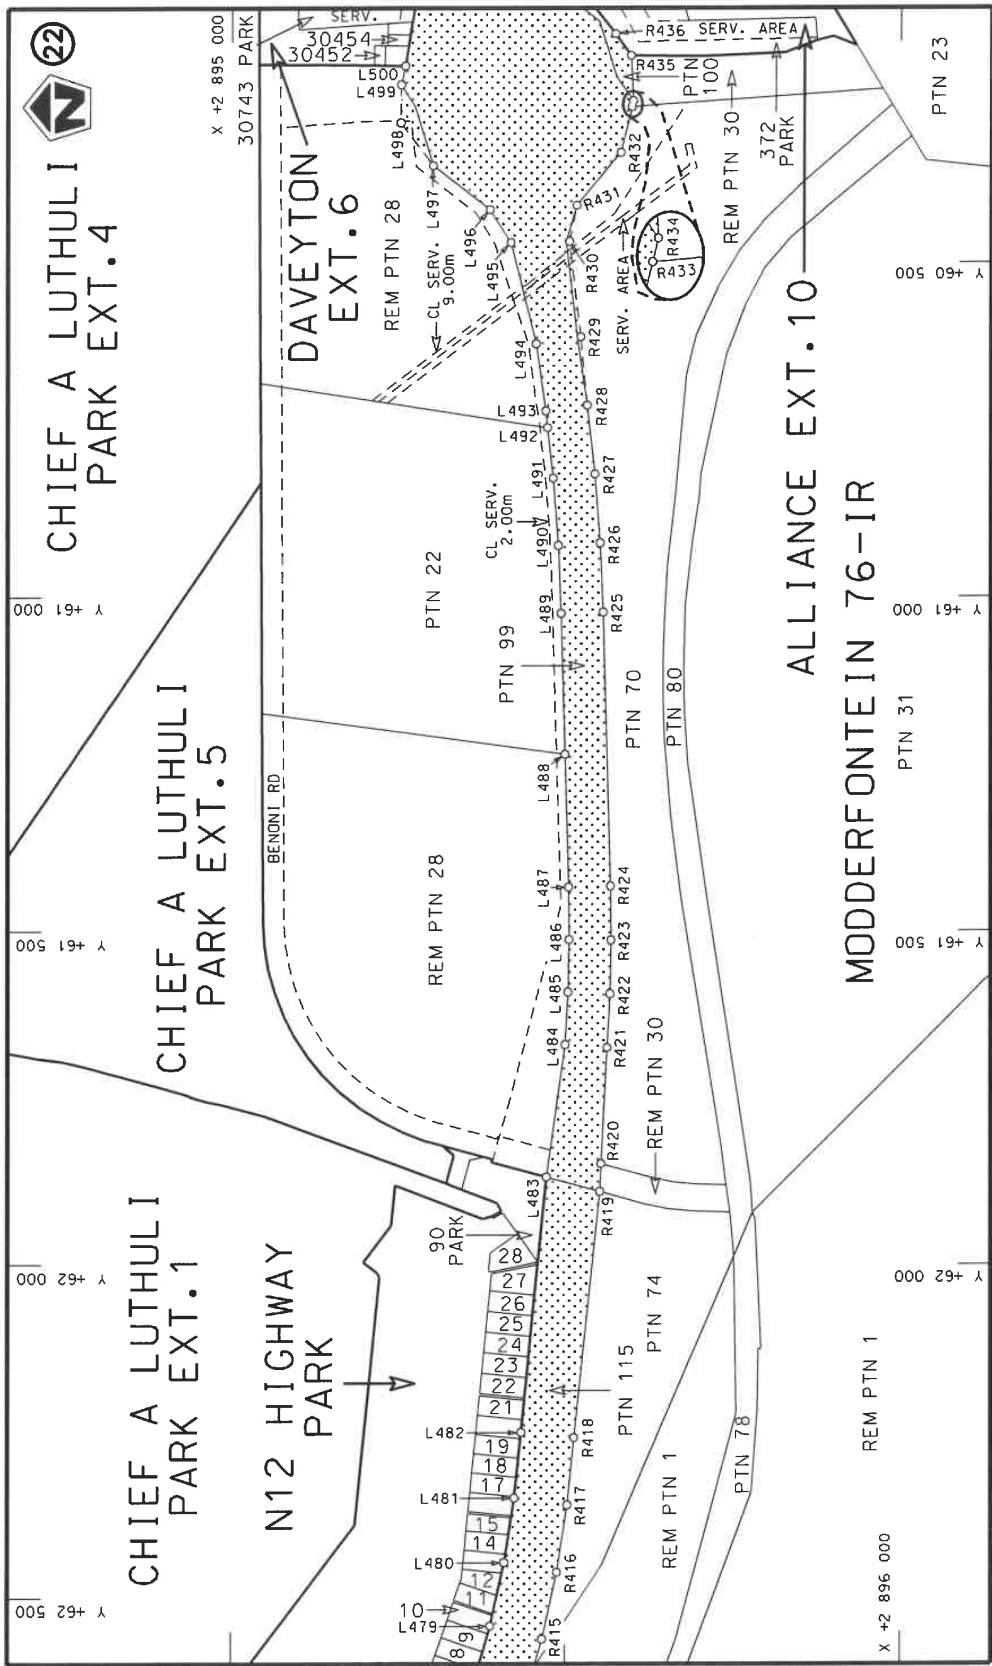 22
N
CHIEF A LUTHULI
PARK EXT.4
CHIEF A LUTHULI
PARK EXT.5
CHIEF A LUTHULI
PARK EXT.1
N12 HIGHWAY
PARK
DAVEYTON
EXT.6
ALLIANCE EXT.10
MODDERFONTEIN 76-IR
X +2 895 000
30743 PARK
SERV.
30454
30452
Y +61 000
Y +61 500
Y +62 000
Y +62 500
Y +60 500
Y +61 000
Y +61 500
Y +62 000
X +2 896 000
BENONI RD
REM PTN 28
CL SERV.
9.00m
PTN 22
CL SERV.
2.00m
PTN 99
REM PTN 28
90
PARK
L500
L499
L498
L497
L496
L495
L494
L493
L492
L491
L490
L489
L488
L487
L486
L485
L484
L483
L482
L481
L480
L479
28
27
26
25
24
23
22
21
19
18
17
15
14
12
11
10
9
8
R436
SERV. AREA
R435
PTN
100
R432
R431
R430
R434
R433
SERV. AREA
R429
R428
R427
R426
R425
R424
R423
R422
R421
R420
R419
R418
R417
R416
R415
REM PTN 30
372
PARK
PTN 23
PTN 70
PTN 80
PTN 31
REM PTN 30
PTN 74
PTN 115
REM PTN 1
PTN 78
REM PTN 1